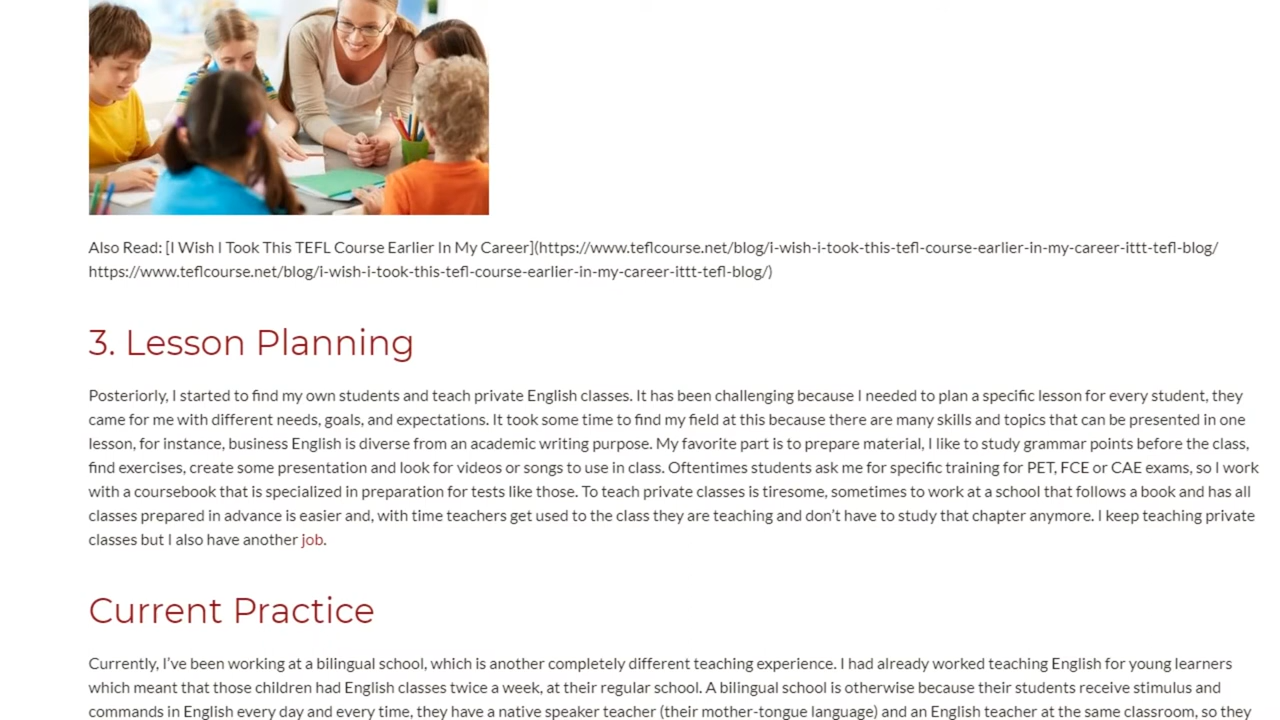 Also Read: [I Wish I Took This TEFL Course Earlier In My Career](https://www.teflcourse.net/blog/i-wish-i-took-this-tefl-course-earlier-in-my-career-ittt-tefl-blog/
https://www.teflcourse.net/blog/i-wish-i-took-this-tefl-course-earlier-in-my-career-ittt-tefl-blog/)
3. Lesson Planning
Posteriorly, I started to find my own students and teach private English classes. It has been challenging because I needed to plan a specific lesson for every student, they
came for me with different needs, goals, and expectations. It took some time to find my field at this because there are many skills and topics that can be presented in one
lesson, for instance, business English is diverse from an academic writing purpose. My favorite part is to prepare material, I like to study grammar points before the class,
find exercises, create some presentation and look for videos or songs to use in class. Oftentimes students ask me for specific training for PET, FCE or CAE exams, so I work
with a coursebook that is specialized in preparation for tests like those. To teach private classes is tiresome, sometimes to work at a school that follows a book and has all
classes prepared in advance is easier and, with time teachers get used to the class they are teaching and don't have to study that chapter anymore. I keep teaching private
classes but I also have another job.
Current Practice
Currently, I've been working at a bilingual school, which is another completely different teaching experience. I had already worked teaching English for young learners
which meant that those children had English classes twice a week, at their regular school. A bilingual school is otherwise because their students receive stimulus and
commands in English every day and every time, they have a native speaker teacher (their mother-tongue language) and an English teacher at the same classroom, so they